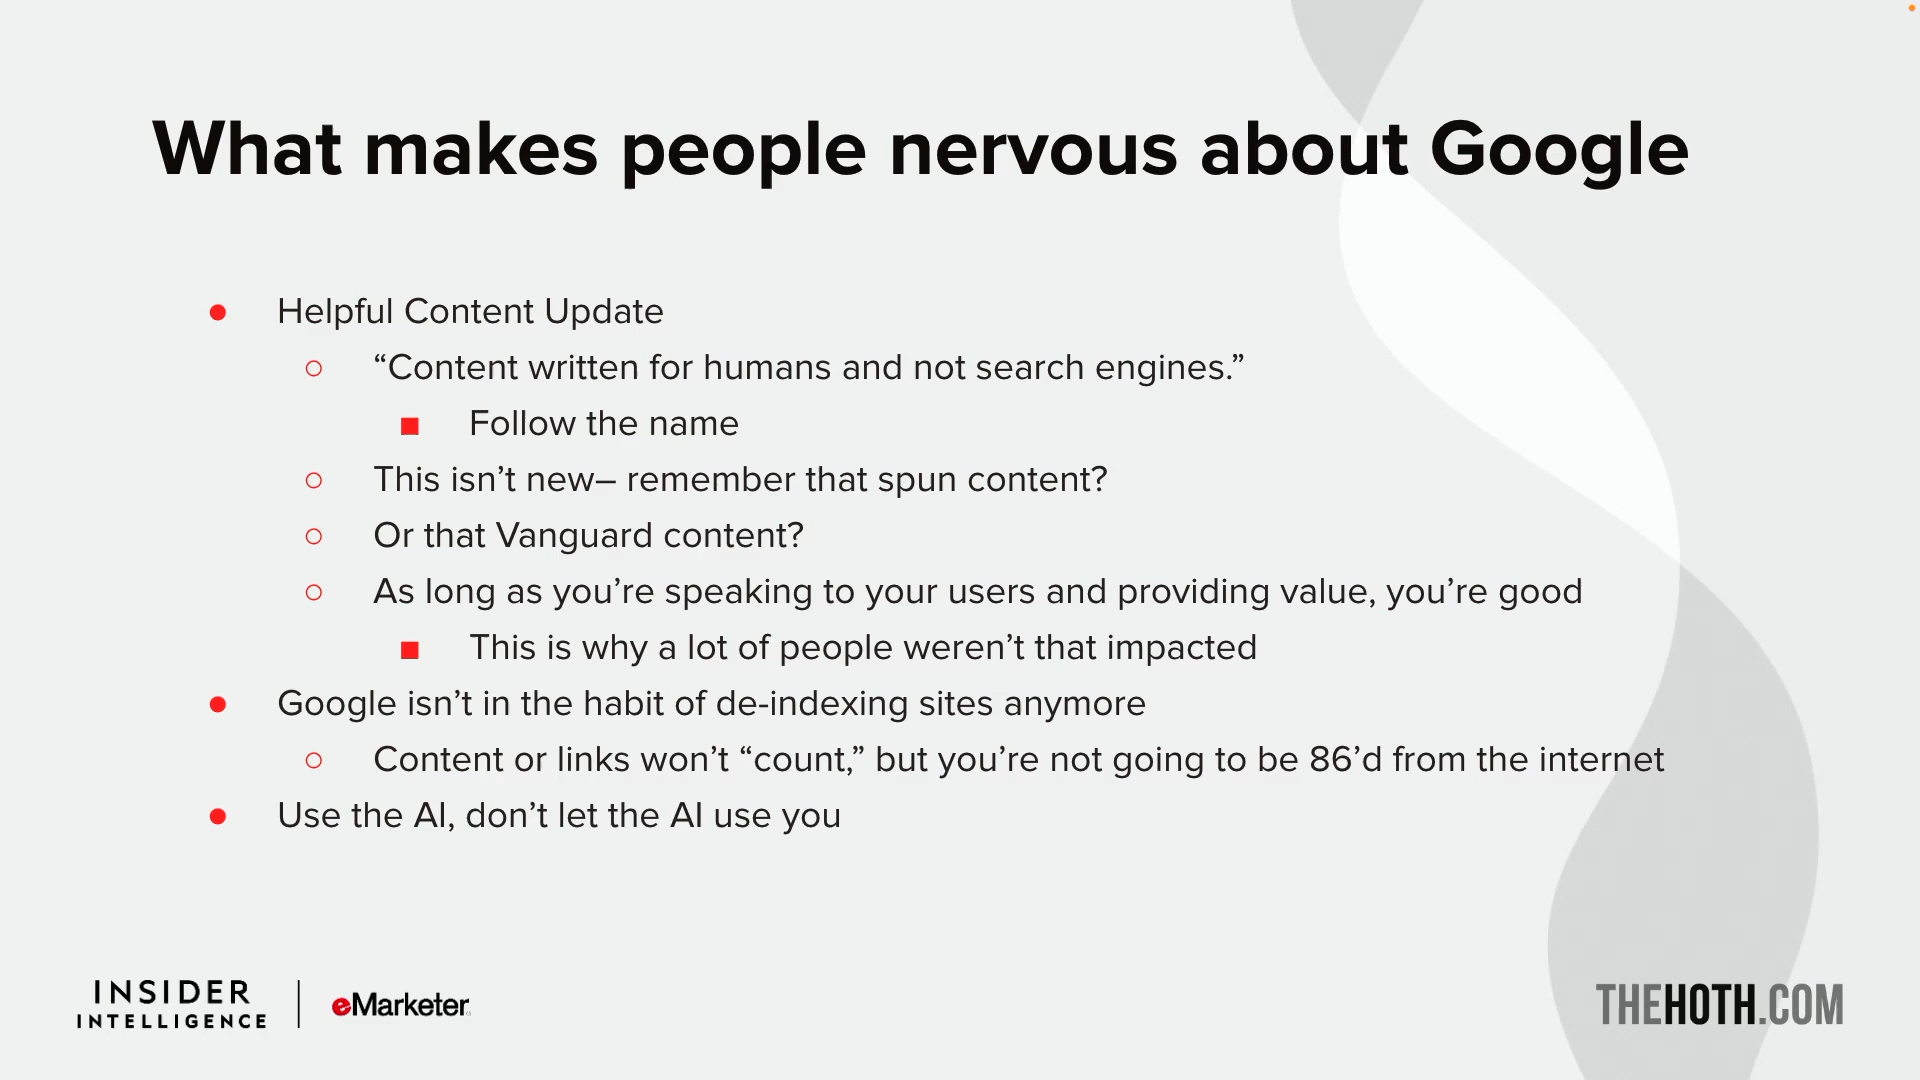 What makes people nervous about Google
● Helpful Content Update
○ “Content written for humans and not search engines.”
■ Follow the name
○ This isn’t new– remember that spun content?
○ Or that Vanguard content?
○ As long as you’re speaking to your users and providing value, you’re good
■ This is why a lot of people weren’t that impacted
● Google isn’t in the habit of de-indexing sites anymore
○ Content or links won’t “count,” but you’re not going to be 86’d from the internet
● Use the AI, don’t let the AI use you
INSIDER
INTELLIGENCE
eMarketer
THEHOTH.COM